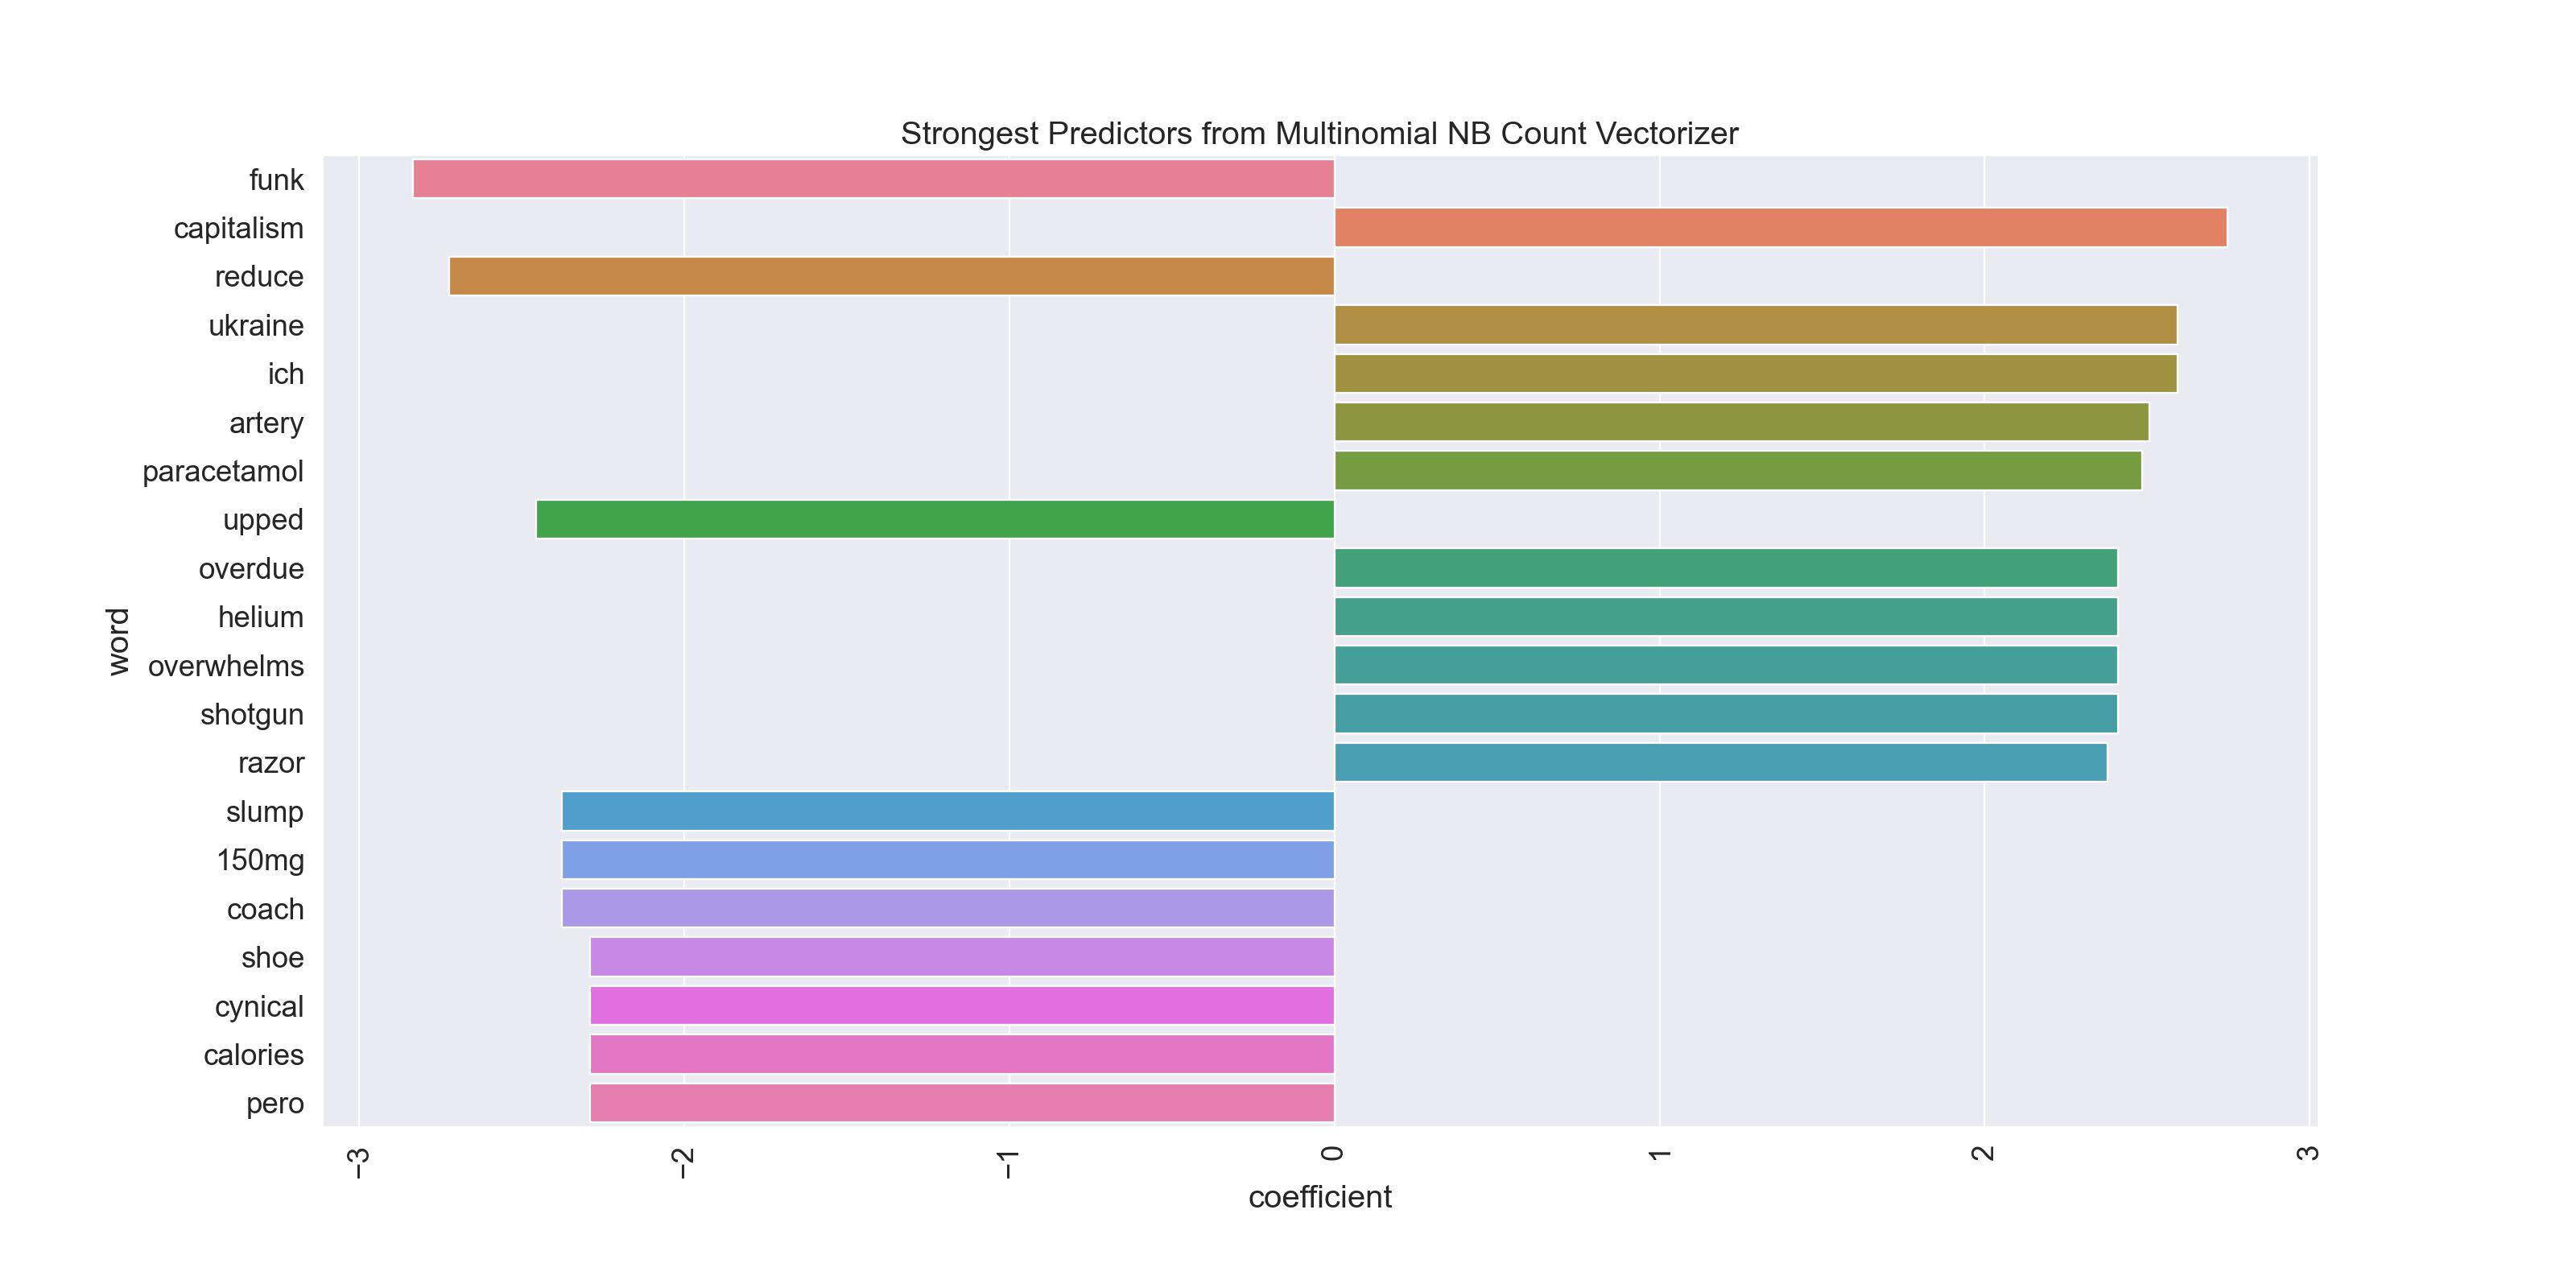 Strongest Predictors from Multinomial NB Count Vectorizer
funk
capitalism
reduce
ukraine
ich
artery
paracetamol
upped
overdue
helium
overwhelms
shotgun
razor
slump
150mg
coach
shoe
cynical
calories
pero
word
−3
−2
−1
0
1
2
3
coefficient